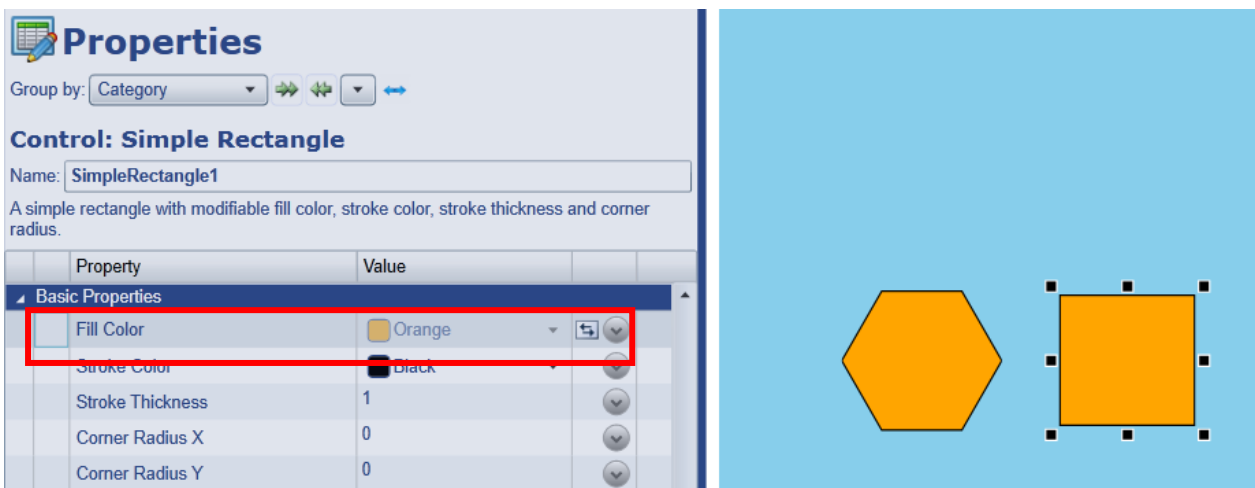 Properties
Group by: Category
Control: Simple Rectangle
Name: SimpleRectangle1
A simple rectangle with modifiable fill color, stroke color, stroke thickness and corner
radius.
Property Value
Basic Properties
Fill Color Orange
Stroke Color Black
Stroke Thickness 1
Corner Radius X 0
Corner Radius Y 0